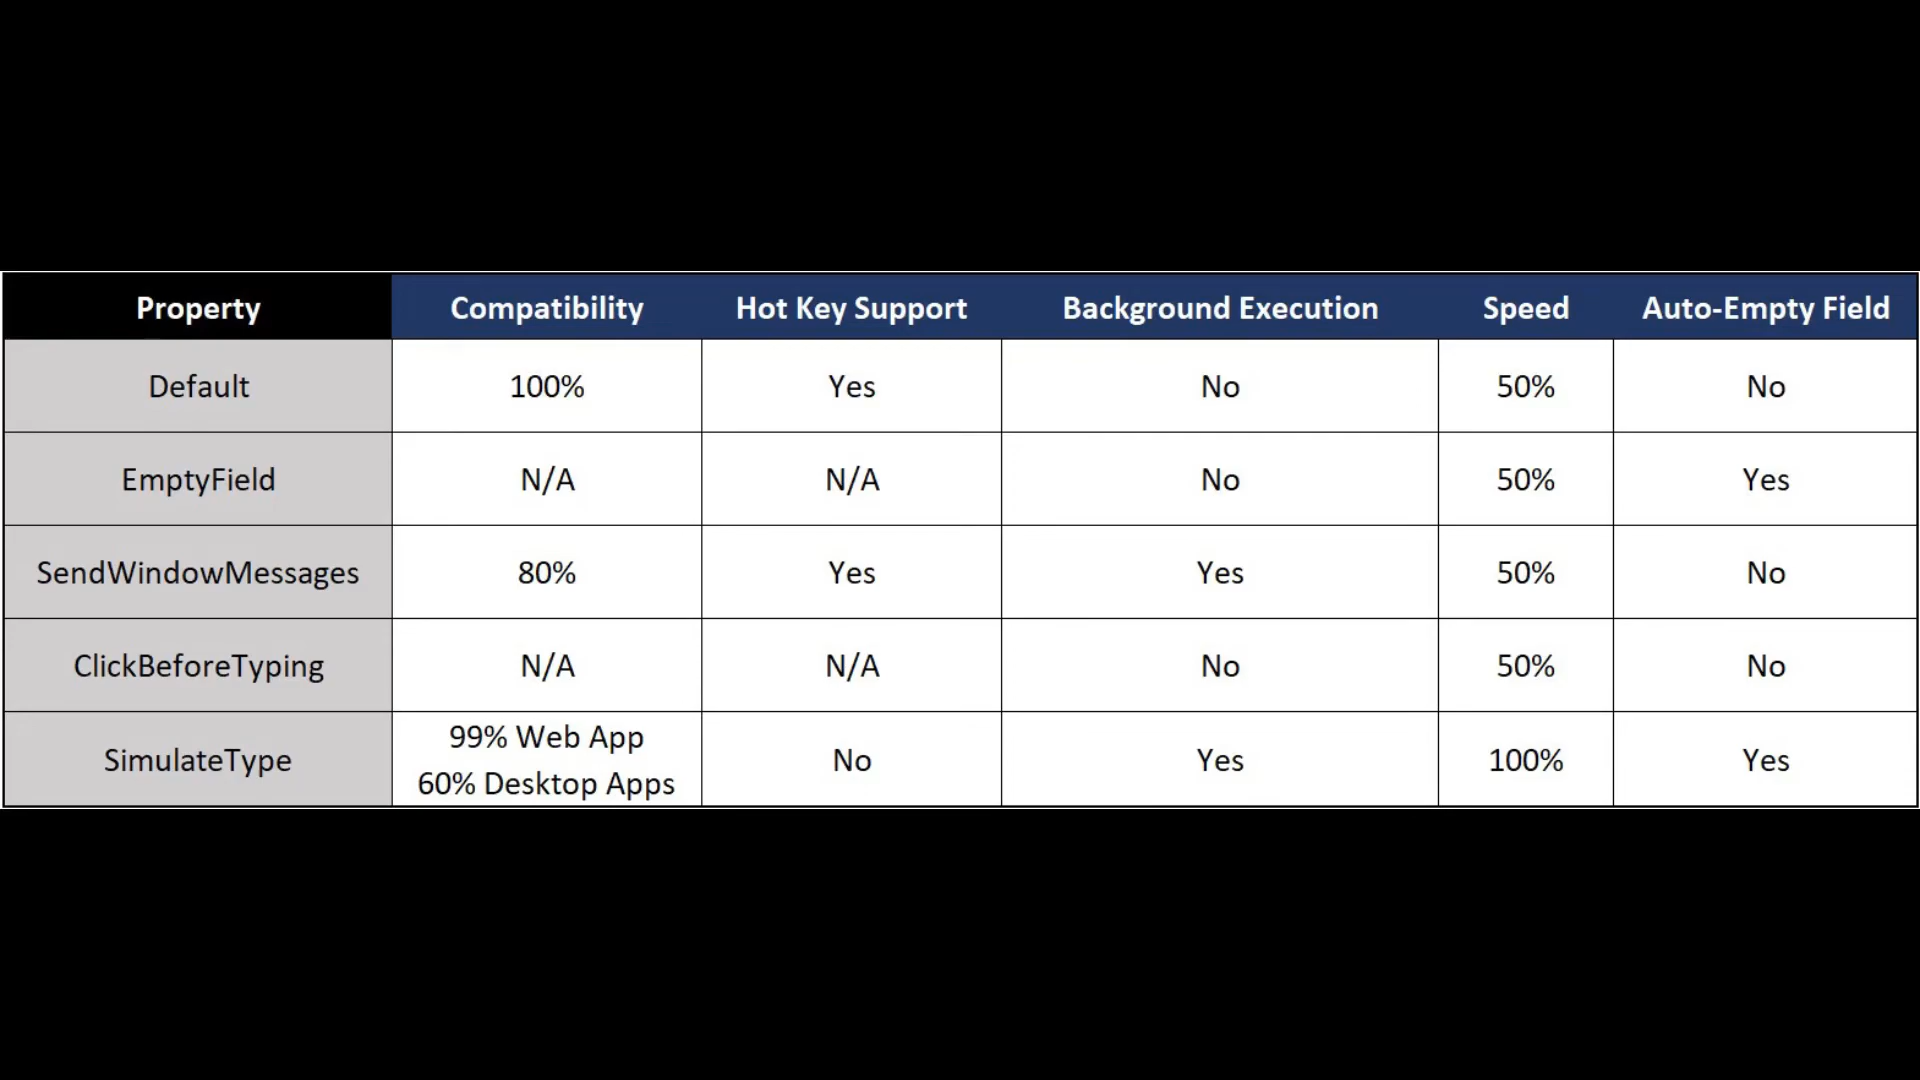 Property Compatibility Hot Key Support Background Execution Speed Auto-Empty Field
Default 100% Yes No 50% No
EmptyField N/A N/A No 50% Yes
SendWindowMessages 80% Yes Yes 50% No
ClickBeforeTyping N/A N/A No 50% No
SimulateType 99% Web App
60% Desktop Apps No Yes 100% Yes